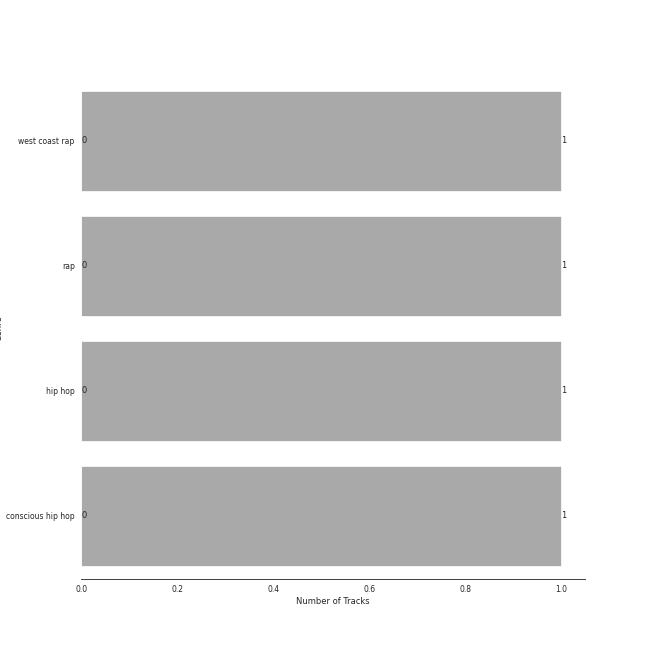 west coast rap 0 1
rap 0 1
hip hop 0 1
conscious hip hop 0 1
0.0 0.2 0.4 0.6 0.8 1.0
Number of Tracks